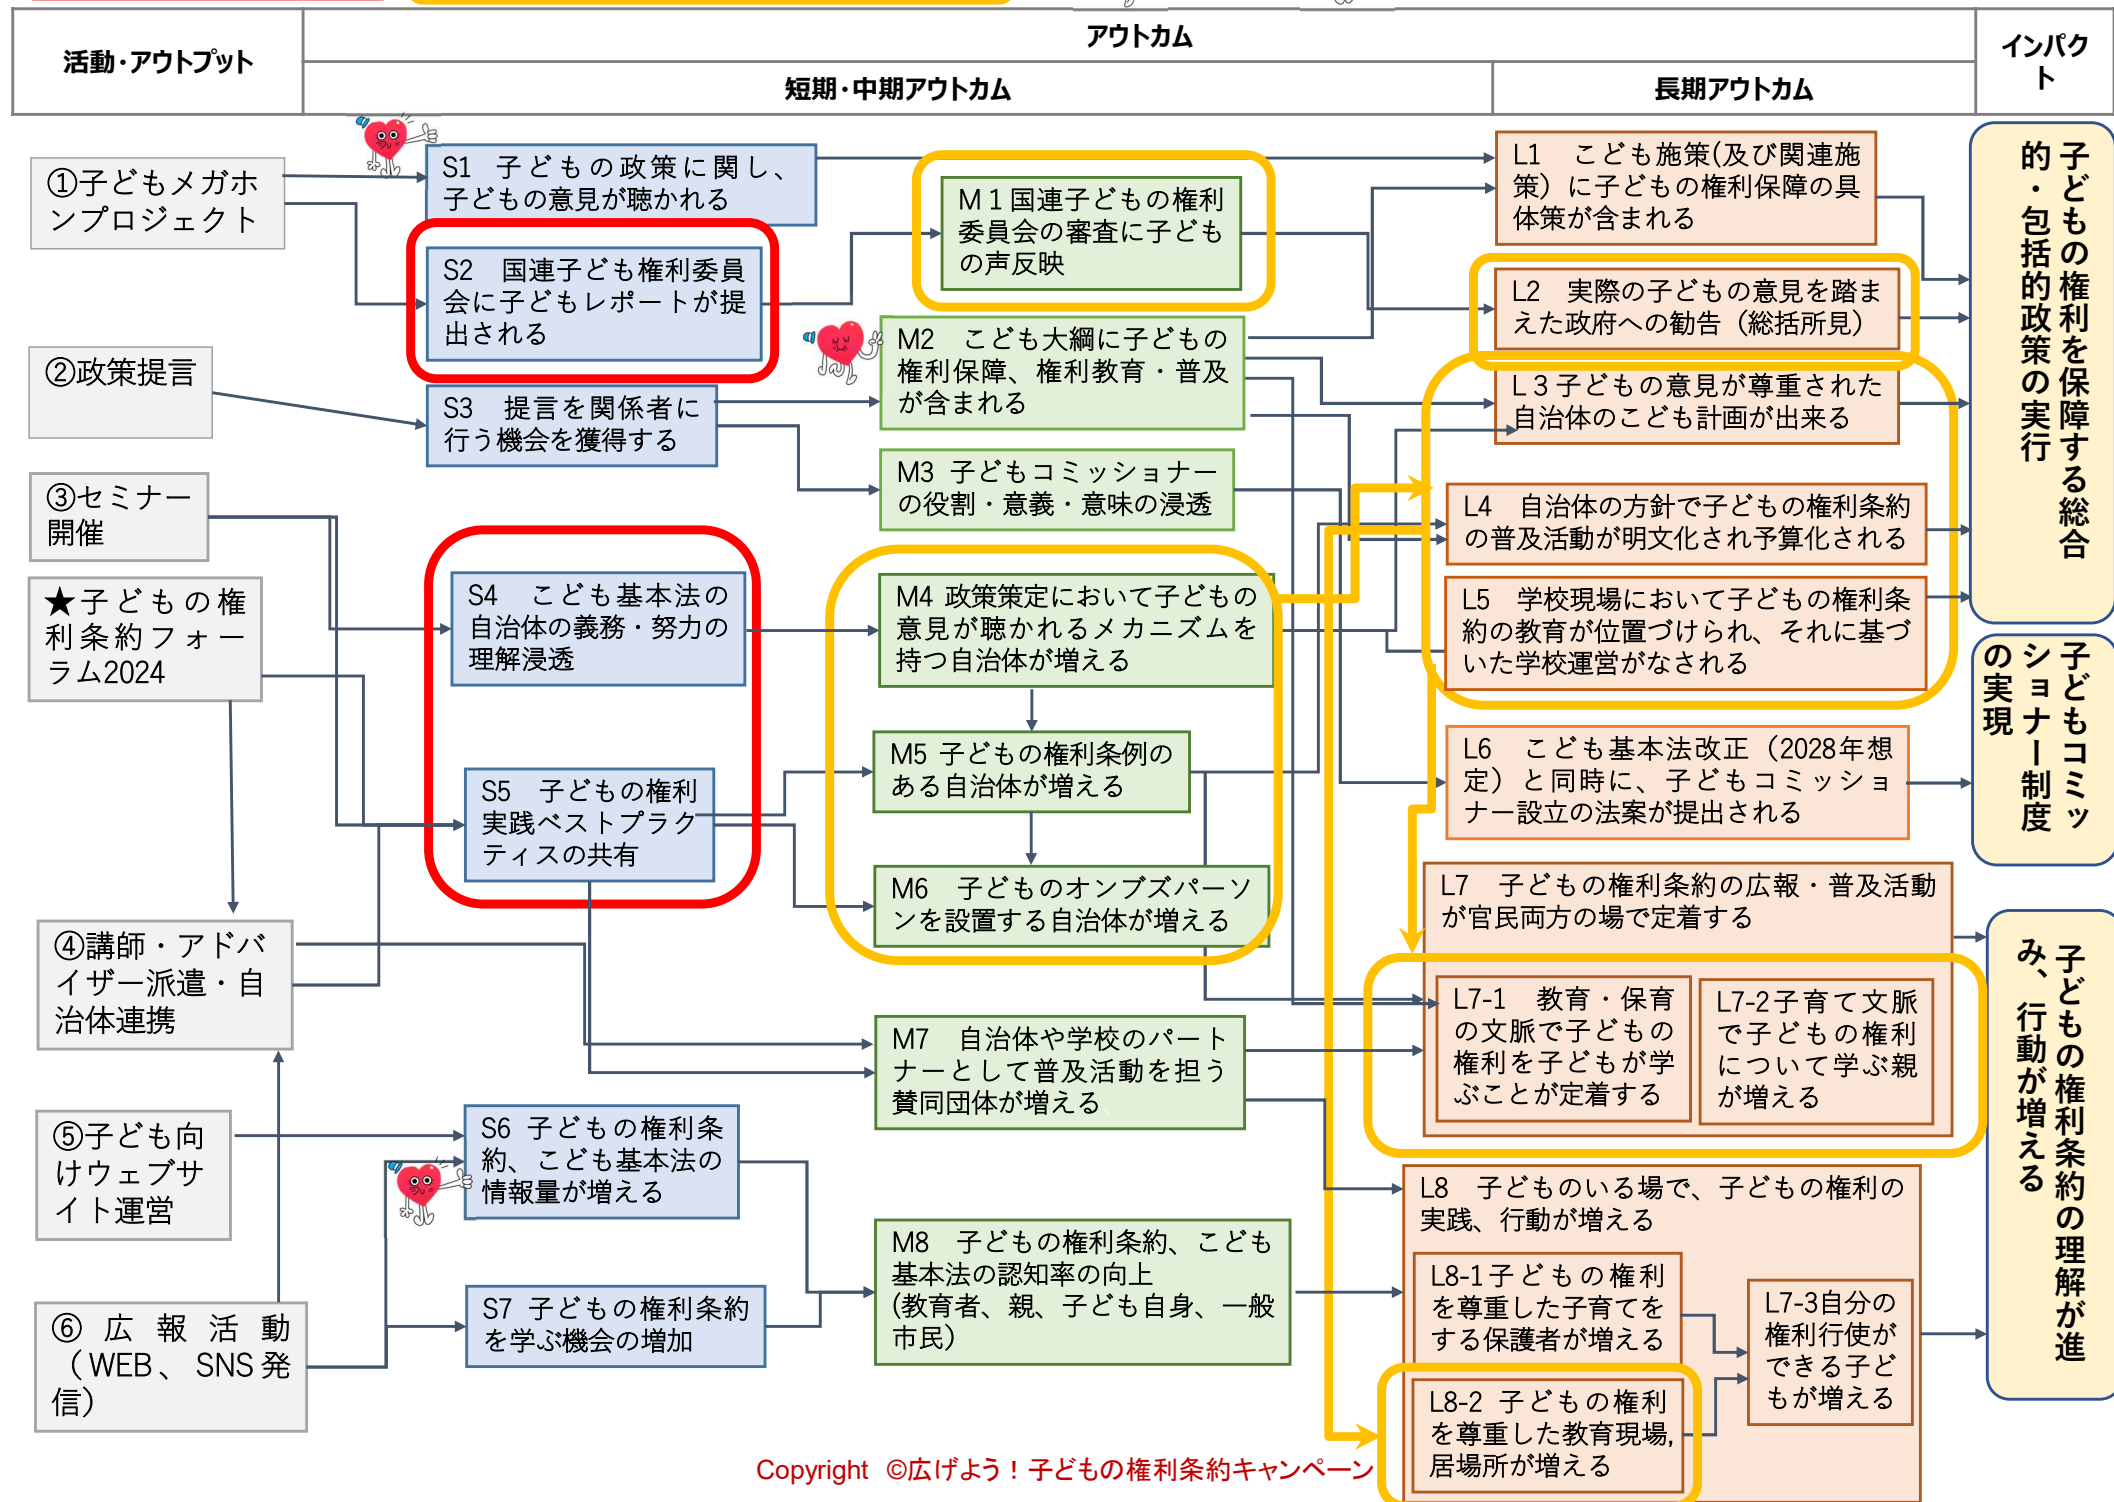 活動・アウトプット
アウトカム
インパク
ト
短期・中期アウトカム
長期アウトカム
①子どもメガホ
ンプロジェクト
②政策提言
③セミナー
開催
★子どもの権
利条約フォー
ラム2024
④講師・アドバ
イザー派遣・自
治体連携
⑤子ども向
けウェブサ
イト運営
⑥広報活動
（WEB、SNS発
信）
S1　子どもの政策に関し、
子どもの意見が聴かれる
S2　国連子ども権利委員
会に子どもレポートが提
出される
S3　提言を関係者に
行う機会を獲得する
S4　こども基本法の
自治体の義務・努力の
理解浸透
S5　子どもの権利
実践ベストプラク
ティスの共有
S6 子どもの権利条
約、こども基本法の
情報量が増える
S7 子どもの権利条約
を学ぶ機会の増加
M１国連子どもの権利
委員会の審査に子ども
の声反映
M2　こども大綱に子どもの
権利保障、権利教育・普及
が含まれる
M3 子どもコミッショナー
の役割・意義・意味の浸透
M4 政策策定において子どもの
意見が聴かれるメカニズムを
持つ自治体が増える
M5 子どもの権利条例の
ある自治体が増える
M6　子どものオンブズパーソ
ンを設置する自治体が増える
M7　自治体や学校のパート
ナーとして普及活動を担う
賛同団体が増える
M8　子どもの権利条約、こども
基本法の認知率の向上
(教育者、親、子ども自身、一般
市民)
L1　こども施策(及び関連施
策）に子どもの権利保障の具
体策が含まれる
L2　実際の子どもの意見を踏ま
えた政府への勧告（総括所見）
L３子どもの意見が尊重された
自治体のこども計画が出来る
L4　自治体の方針で子どもの権利条約
の普及活動が明文化され予算化される
L5　学校現場において子どもの権利条
約の教育が位置づけられ、それに基づ
いた学校運営がなされる
L6　こども基本法改正（2028年想
定）と同時に、子どもコミッショ
ナー設立の法案が提出される
L7　子どもの権利条約の広報・普及活動
が官民両方の場で定着する
L7-1　教育・保育
の文脈で子どもの
権利を子どもが学
ぶことが定着する
L7-2子育て文脈
で子どもの権利
について学ぶ親
が増える
L8　子どものいる場で、子どもの権利の
実践、行動が増える
L8-1子どもの権利
を尊重した子育てを
する保護者が増える
L8-2 子どもの権利
を尊重した教育現場,
居場所が増える
L7-3自分の
権利行使が
できる子ど
もが増える
子どもの権利を保障する総合
的・包括的政策の実行
子どもコミッ
ショナー制度
の実現
子どもの権利条約の理解が進
み、行動が増える
Copyright ©広げよう！子どもの権利条約キャンペーン